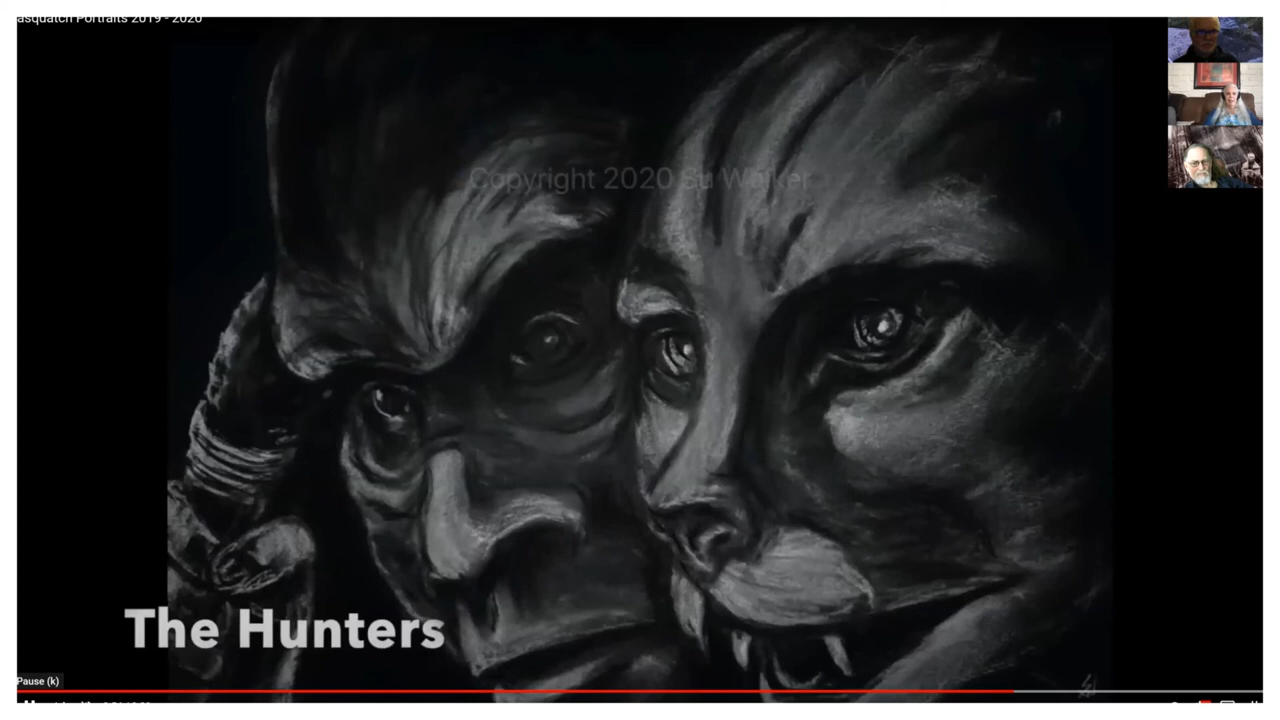 asquatch Portraits 2019 - 2020
Copyright 2020 Su Walker
The Hunters
Pause (k)